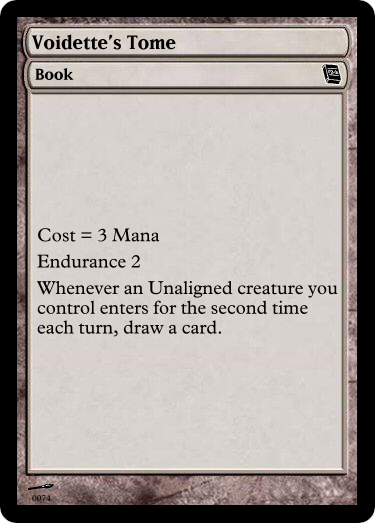 Voidette's Tome
Book
Cost = 3 Mana
Endurance 2
Whenever an Unaligned creature you
control enters for the second time
each turn, draw a card.
0074